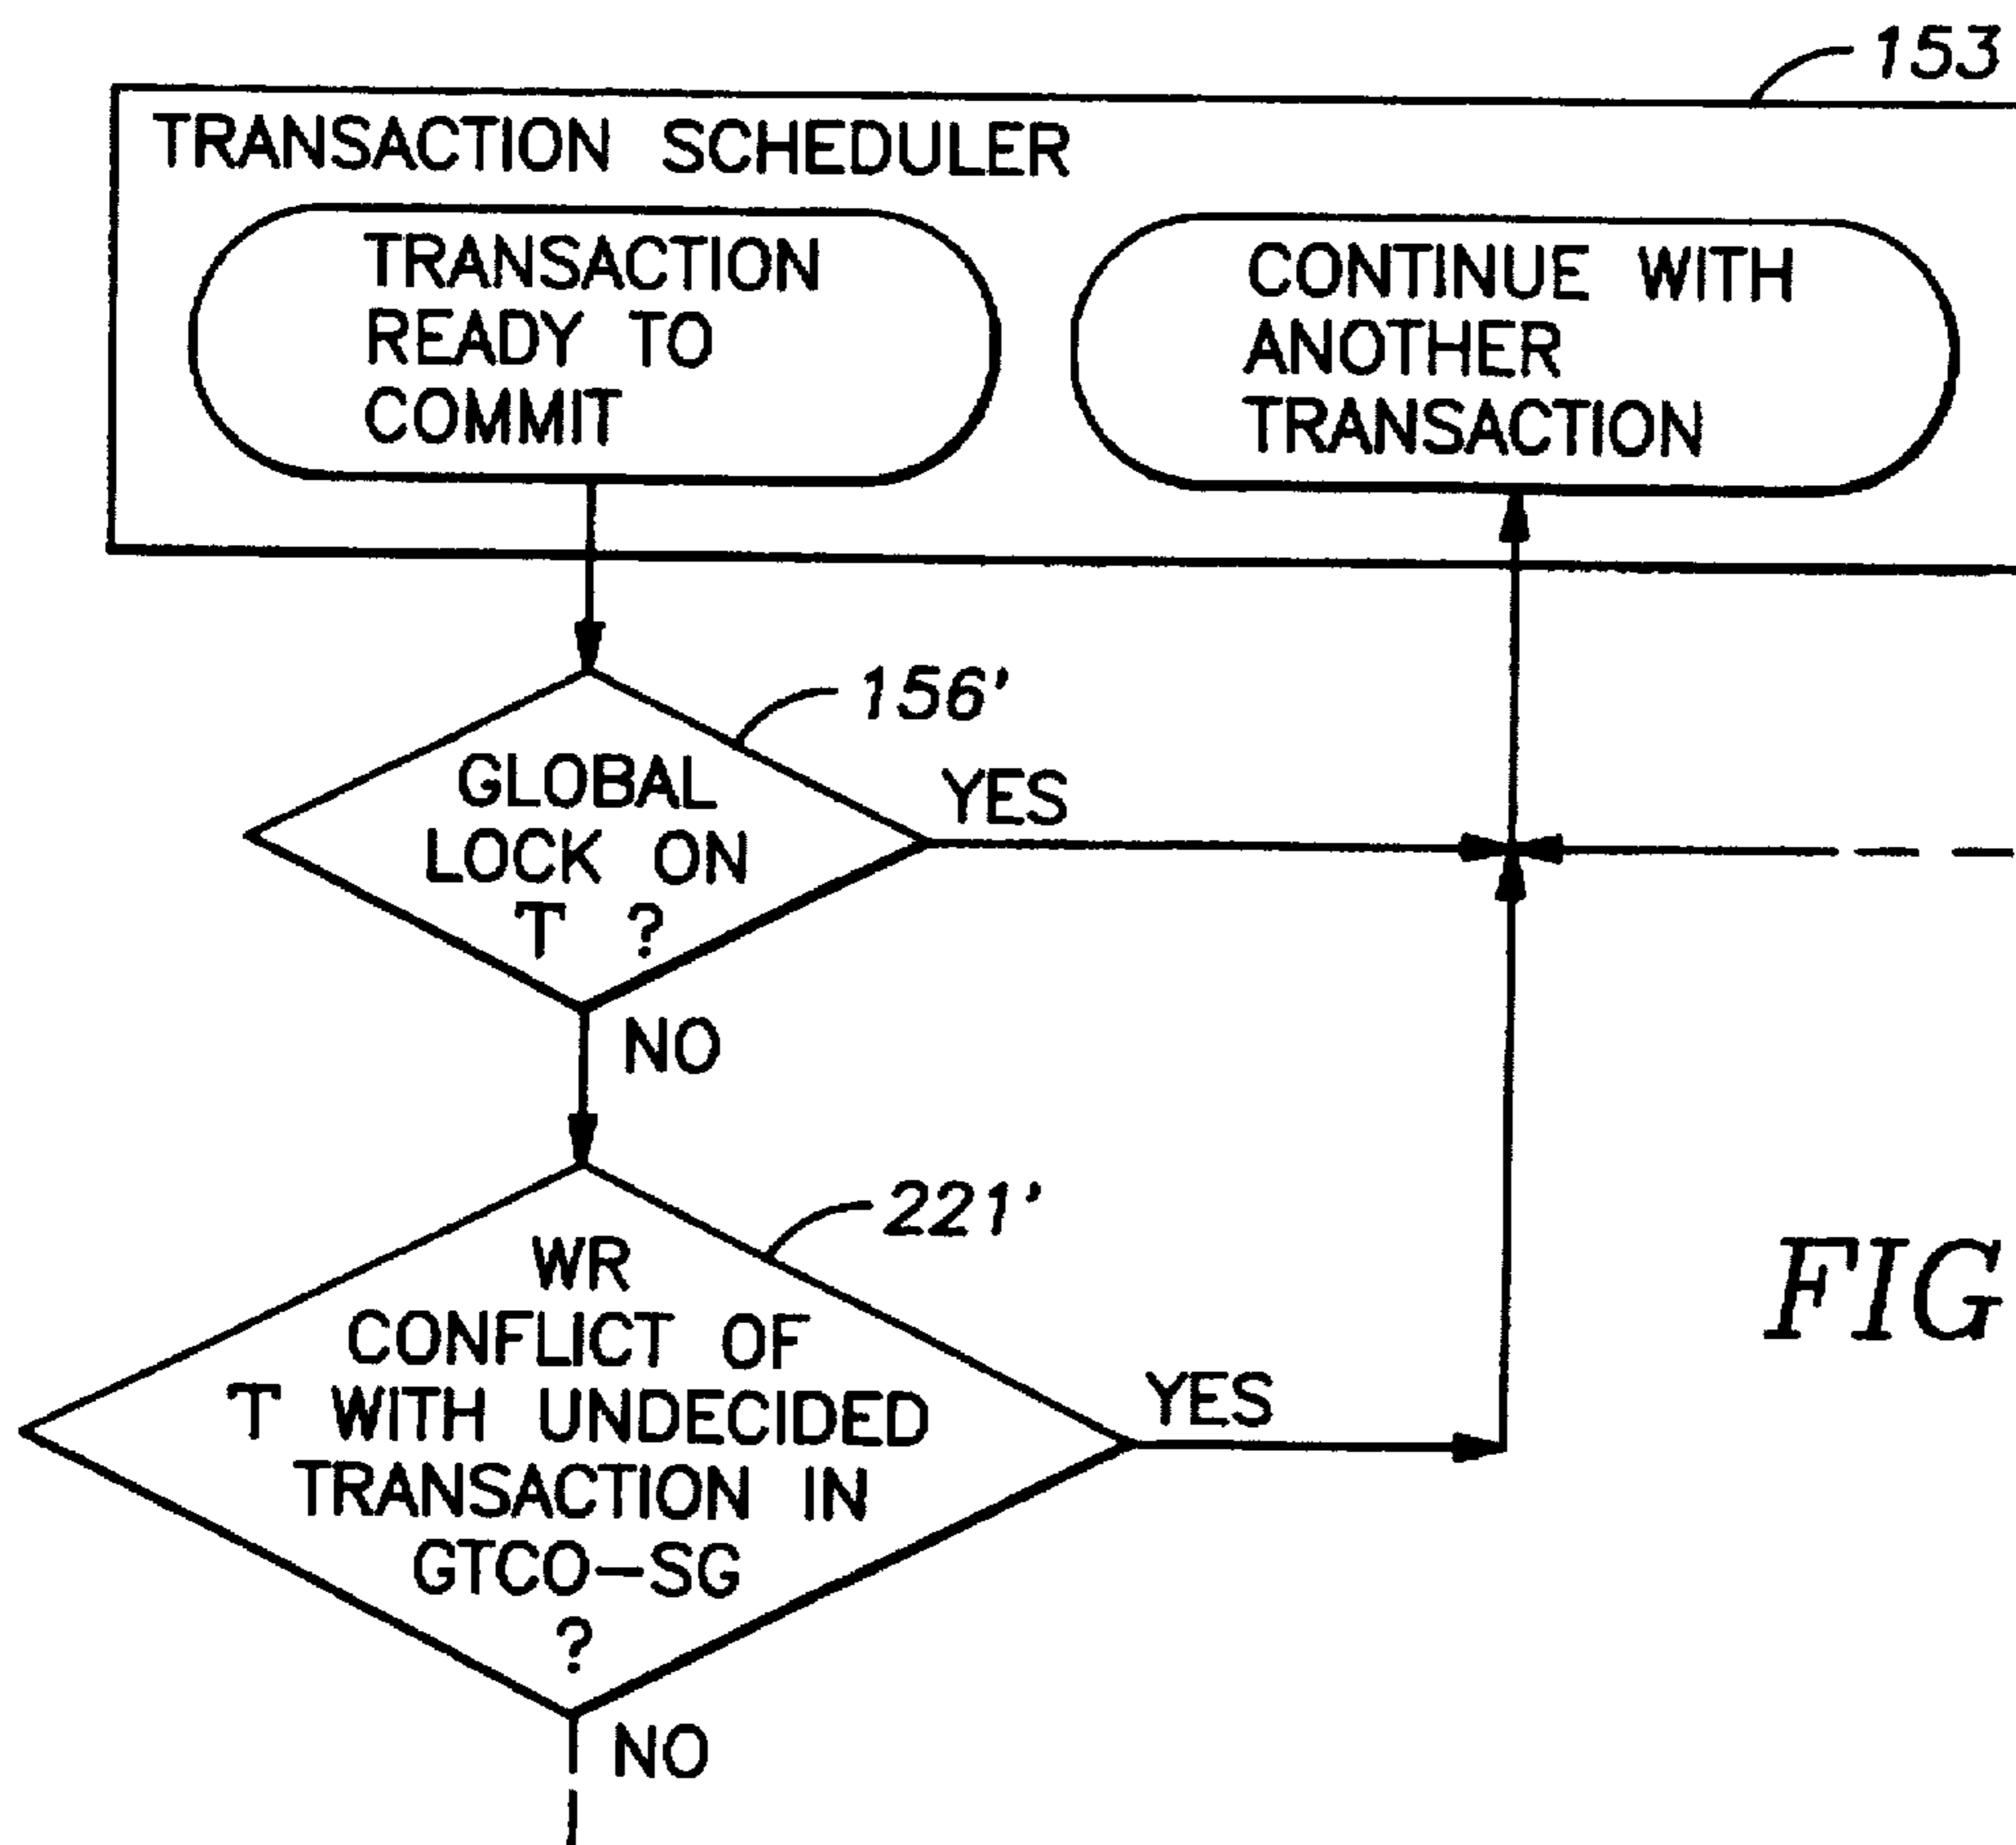 153
TRANSACTION SCHEDULER
TRANSACTION
READY TO
COMMIT
CONTINUE WITH
ANOTHER
TRANSACTION
156'
GLOBAL
LOCK ON
T ?
YES
NO
221'
WR
CONFLICT OF
T WITH UNDECIDED
TRANSACTION IN
GTCO-SG
?
YES
NO
FIG